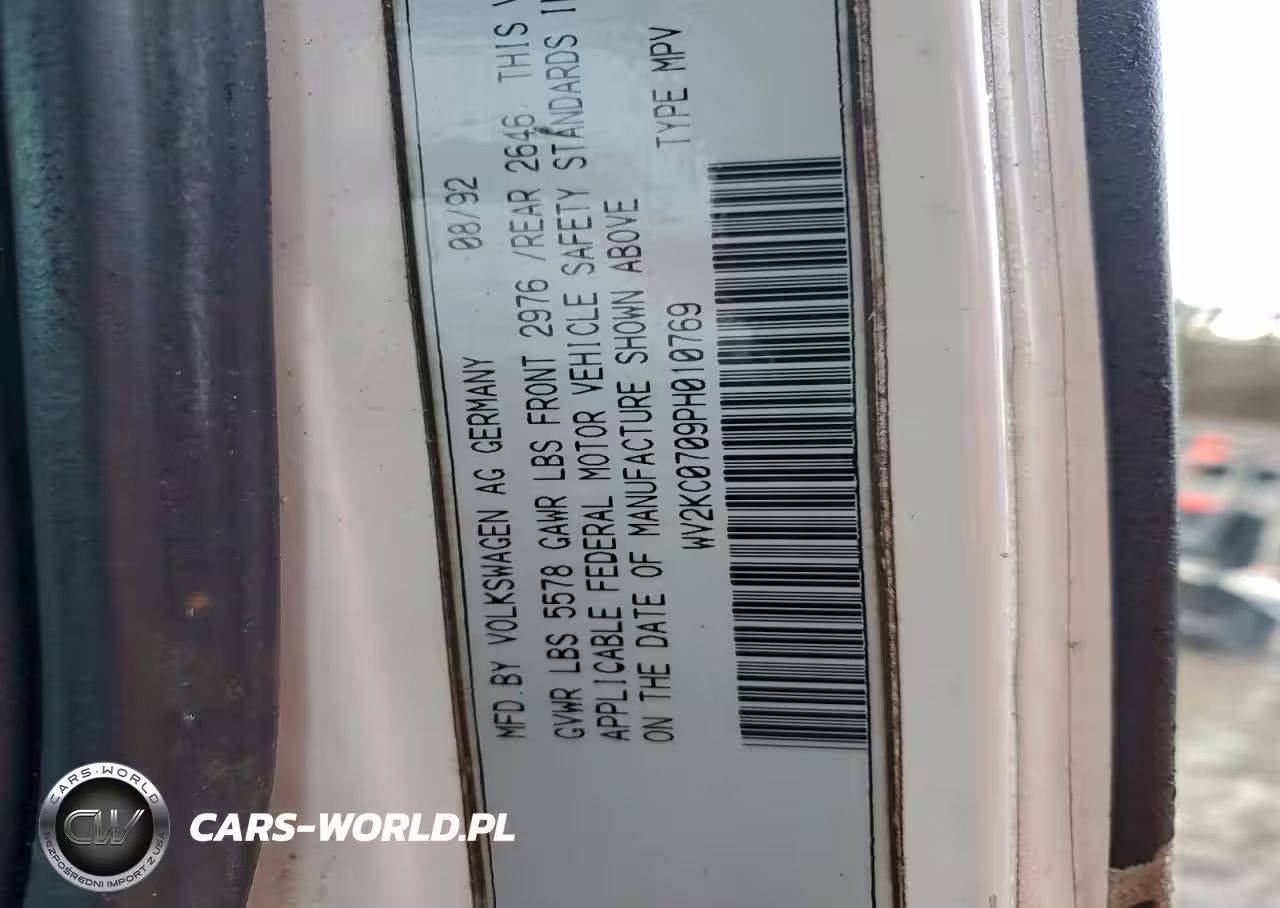 MFD.BY VOLKSWAGEN AG GERMANY 08/92
GVWR LBS 5578 GAWR LBS FRONT 2976 /REAR 2646. THIS
APPLICABLE FEDERAL MOTOR VEHICLE SAFETY STANDARDS
ON THE DATE OF MANUFACTURE SHOWN ABOVE
WV2KC0709PH010769 TYPE MPV
CARS-WORLD
CW
BEZPOŚREDNI IMPORT Z USA
CARS-WORLD.PL